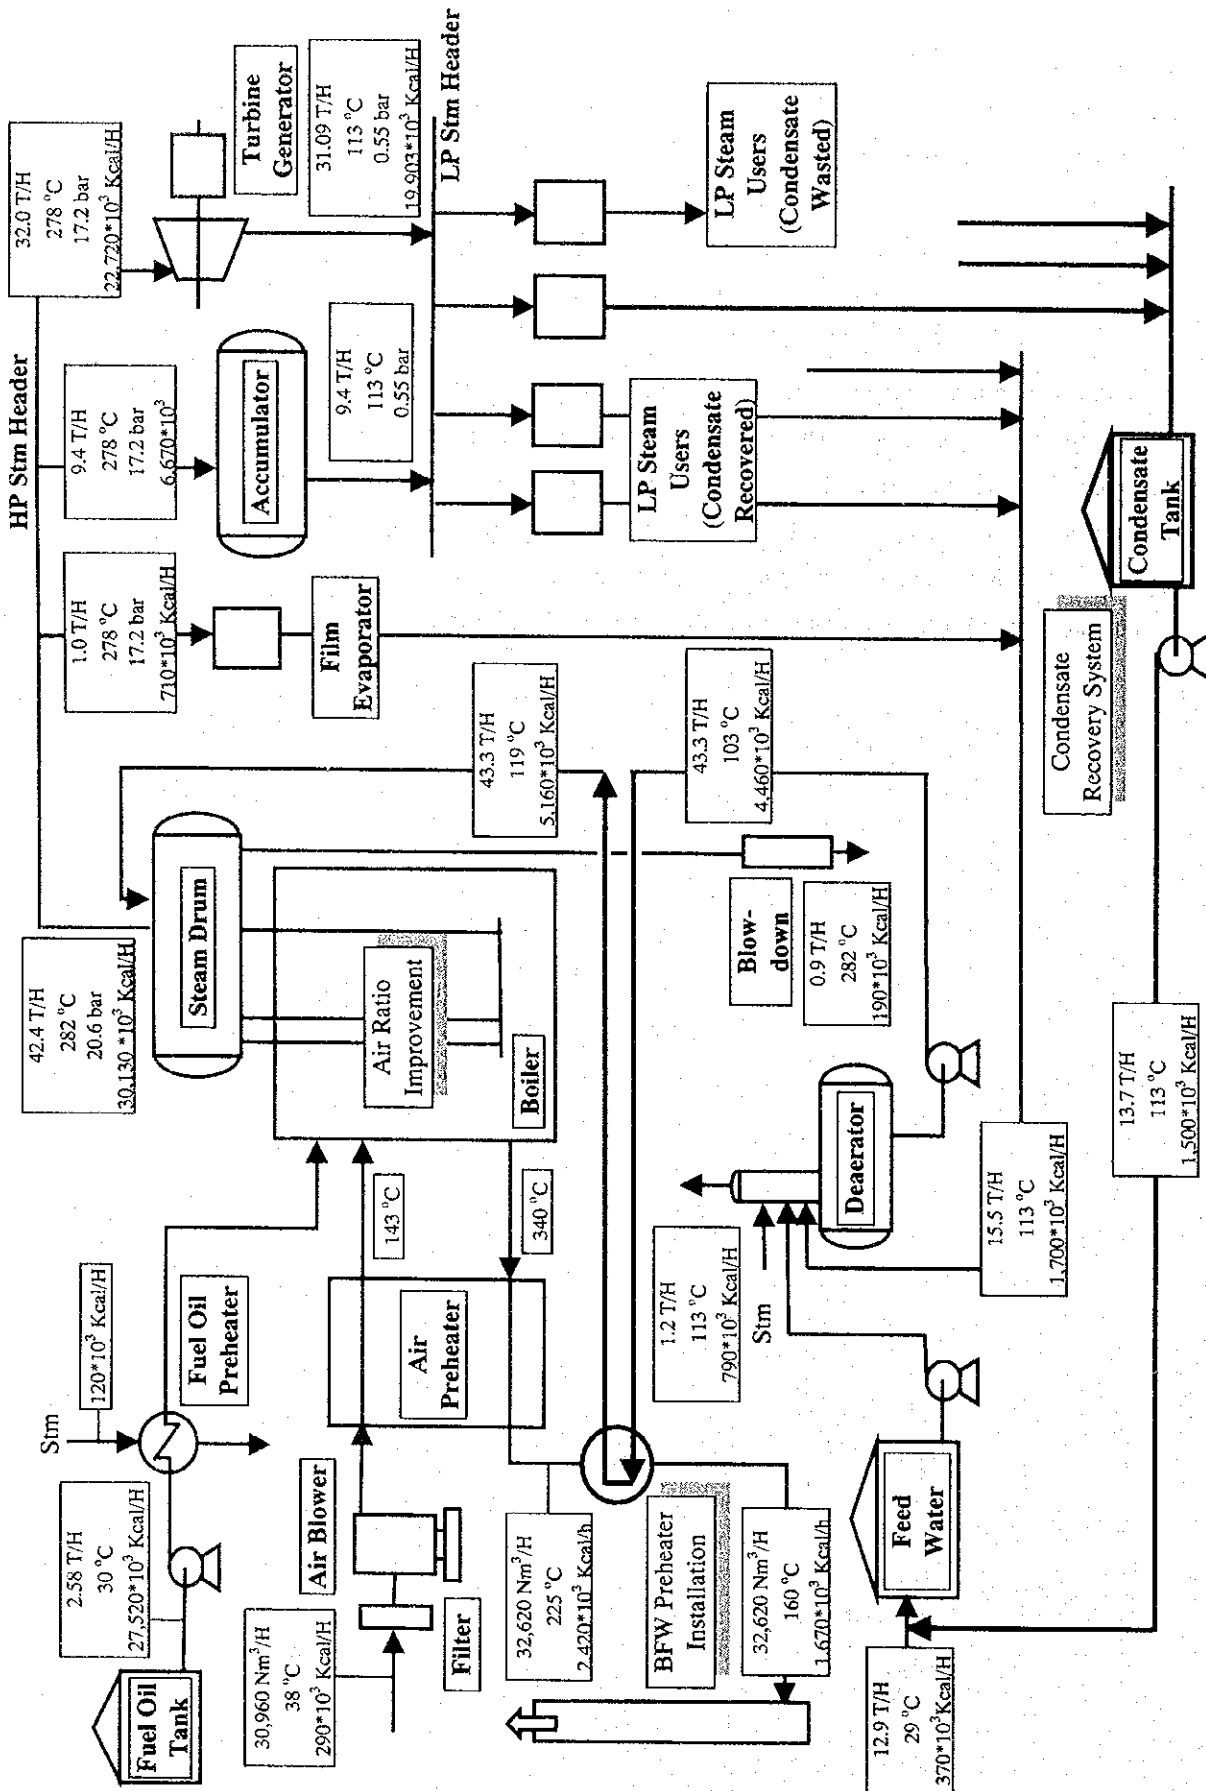 Fuel Oil
Tank
2.58 T/H
30 °C
27,520*10³ Kcal/H
Stm
120*10³ Kcal/H
Fuel Oil
Preheater
42.4 T/H
282 °C
20.6 bar
30,130 *10³ Kcal/H
HP Stm Header
1.0 T/H
278 °C
17.2 bar
710*10³ Kcal/H
9.4 T/H
278 °C
17.2 bar
6.670*10³
32.0 T/H
278 °C
17.2 bar
22.720*10³ Kcal/H
Turbine
Generator
31.09 T/H
113 °C
0.55 bar
19.903*10³ Kcal/H
LP Stm Header
Accumulator
9.4 T/H
113 °C
0.55 bar
Film
Evaporator
Steam Drum
Air Ratio
Improvement
Boiler
143 °C
340 °C
Air
Preheater
Air Blower
Filter
30,960 Nm³/H
38 °C
290*10³ Kcal/H
32,620 Nm³/H
225 °C
2,420*10³ Kcal/h
BFW Preheater
Installation
32,620 Nm³/H
160 °C
1,670*10³ Kcal/h
43.3 T/H
119 °C
5,160*10³ Kcal/H
43.3 T/H
103 °C
4,460*10³ Kcal/H
Blow-
down
0.9 T/H
282 °C
190*10³ Kcal/H
1.2 T/H
113 °C
790*10³ Kcal/H
Stm
Deaerator
LP Steam
Users
(Condensate
Recovered)
LP Steam
Users
(Condensate
Wasted)
Feed
Water
12.9 T/H
29 °C
370*10³Kcal/H
15.5 T/H
113 °C
1,700*10³ Kcal/H
13.7 T/H
113 °C
1,500*10³ Kcal/H
Condensate
Recovery System
Condensate
Tank